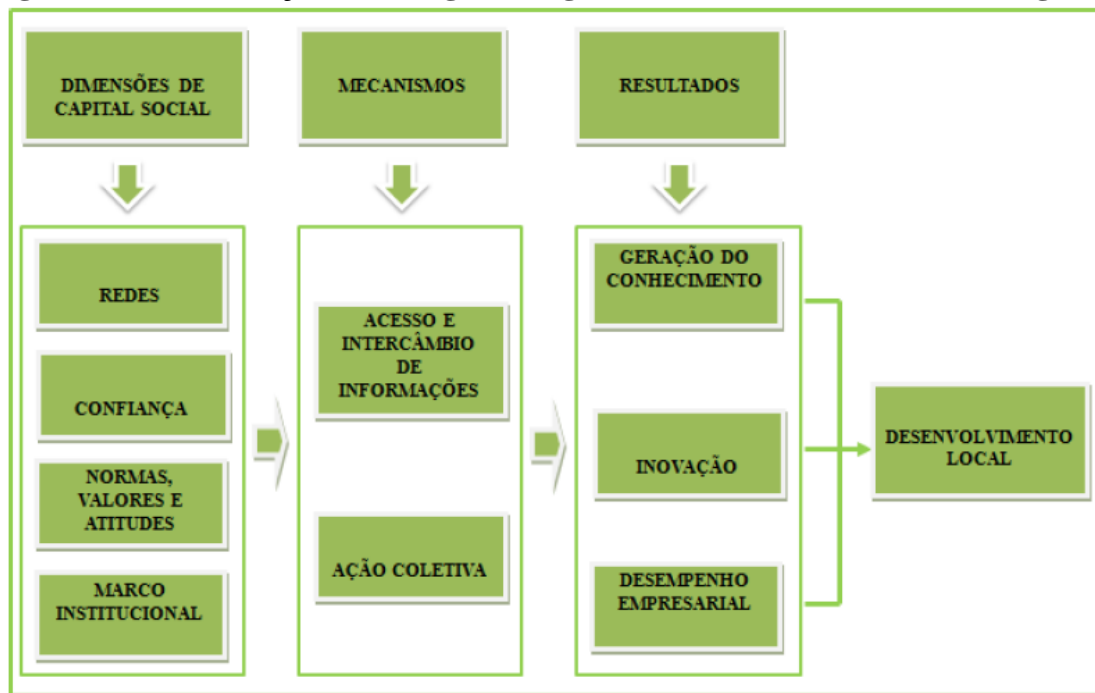 DIMENSÕES DE
CAPITAL SOCIAL
MECANISMOS
RESULTADOS
REDES
CONFIANÇA
NORMAS,
VALORES E
ATITUDES
MARCO
INSTITUCIONAL
ACESSO E
INTERCÂMBIO
DE
INFORMAÇÕES
AÇÃO COLETIVA
GERAÇÃO DO
CONHECIMENTO
INOVAÇÃO
DESEMPENHO
EMPRESARIAL
DESENVOLVIMENTO
LOCAL